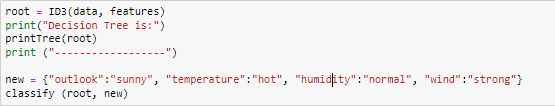 root = ID3(data, features)
print("Decision Tree is:")
printTree(root)
print ("------------------")
new = {"outlook":"sunny", "temperature":"hot", "humidity":"normal", "wind":"strong"}
classify (root, new)